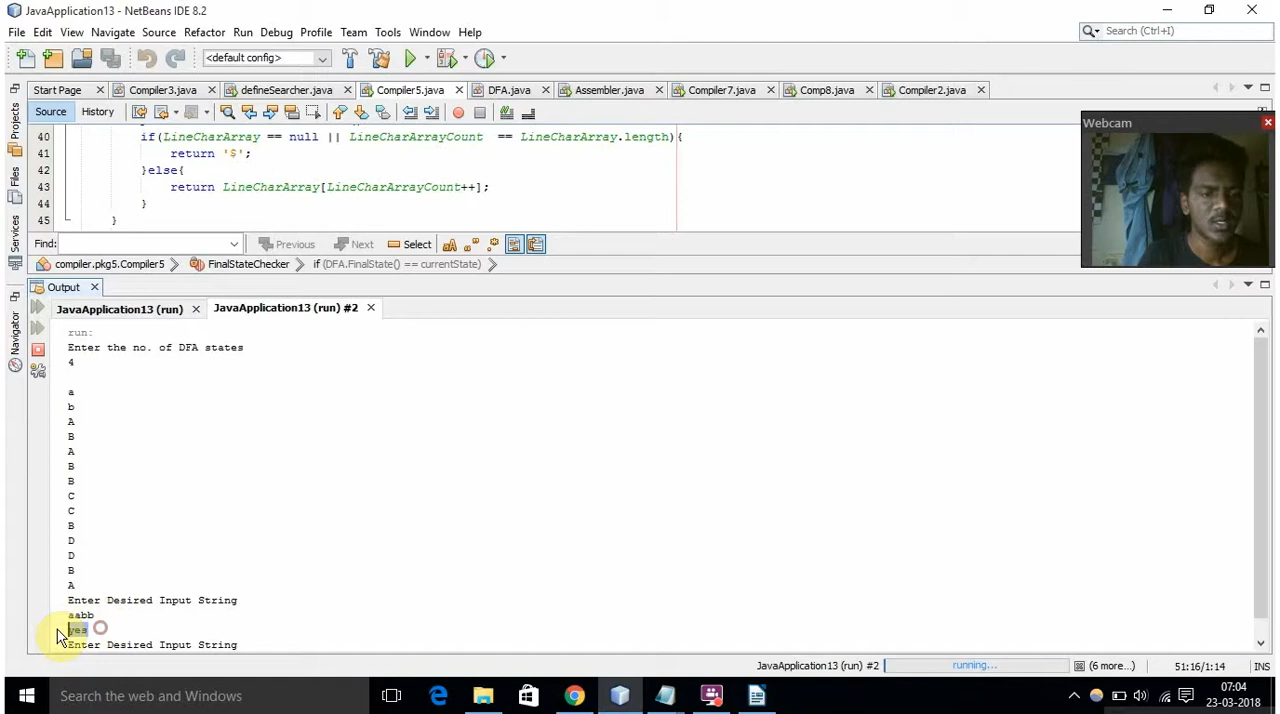 JavaApplication13 - NetBeans IDE 8.2
File Edit View Navigate Source Refactor Run Debug Profile Team Tools Window Help
Search (Ctrl+I)
<default config>
Start Page Compiler3.java defineSearcher.java Compiler5.java DFA.java Assembler.java Compiler7.java Comp8.java Compiler2.java
Source History
Webcam
40 if(LineCharArray == null || LineCharArrayCount == LineCharArray.length){
41 return '$';
42 }else{
43 return LineCharArray[LineCharArrayCount++];
44 }
45 }
Find: Previous Next Select
compiler.pkg5.Compiler5 FinalStateChecker if (DFA.FinalState() == currentState)
Projects
Files
Services
Navigator
Output
JavaApplication13 (run) JavaApplication13 (run) #2
run:
Enter the no. of DFA states
4
a
b
A
B
A
B
B
C
C
B
D
D
B
A
Enter Desired Input String
aabb
yes
Enter Desired Input String
JavaApplication13 (run) #2 running... (6 more...) 51:16/1:14 INS
Search the web and Windows
07:04
23-03-2018